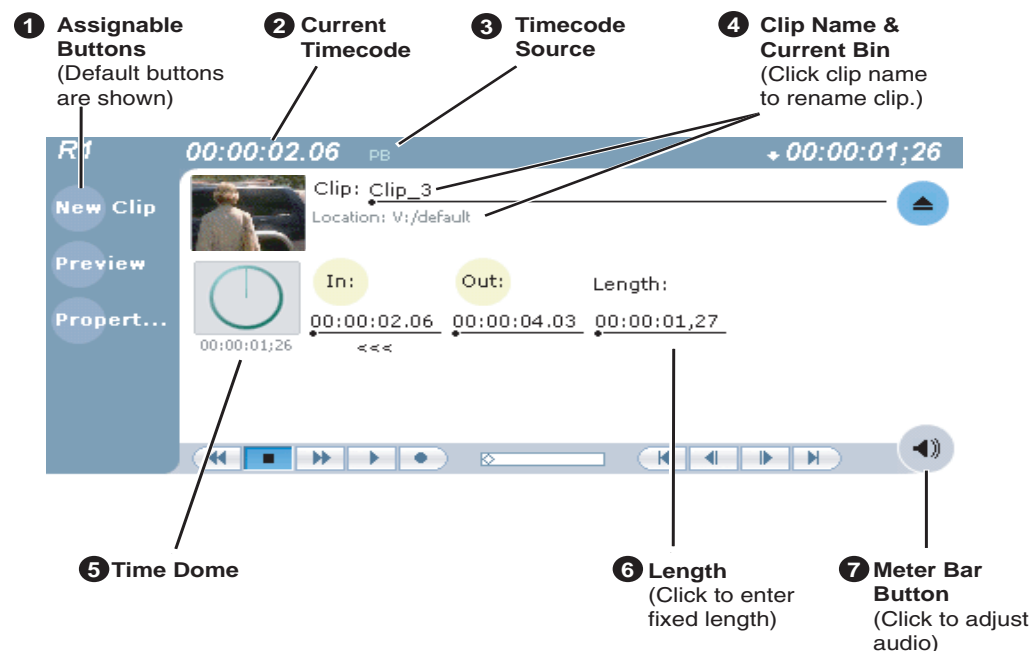 1 Assignable Buttons
(Default buttons are shown)
2 Current Timecode
3 Timecode Source
4 Clip Name & Current Bin
(Click clip name to rename clip.)
R1 00:00:02.06 PB 00:00:01;26
New Clip
Preview
Propert...
Clip: Clip_3
Location: V:/default
In:
Out:
Length:
00:00:02.06 00:00:04.03 00:00:01,27
00:00:01;26 <<<
5 Time Dome
6 Length
(Click to enter fixed length)
7 Meter Bar Button
(Click to adjust audio)